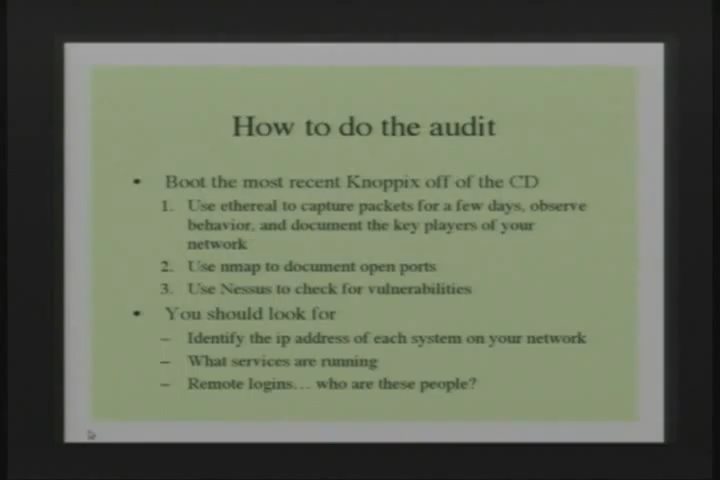 How to do the audit
• Boot the most recent Knoppix off of the CD
1. Use ethereal to capture packets for a few days, observe
behavior, and document the key players of your
network
2. Use nmap to document open ports
3. Use Nessus to check for vulnerabilities
• You should look for
– Identify the ip address of each system on your network
– What services are running
– Remote logins… who are these people?